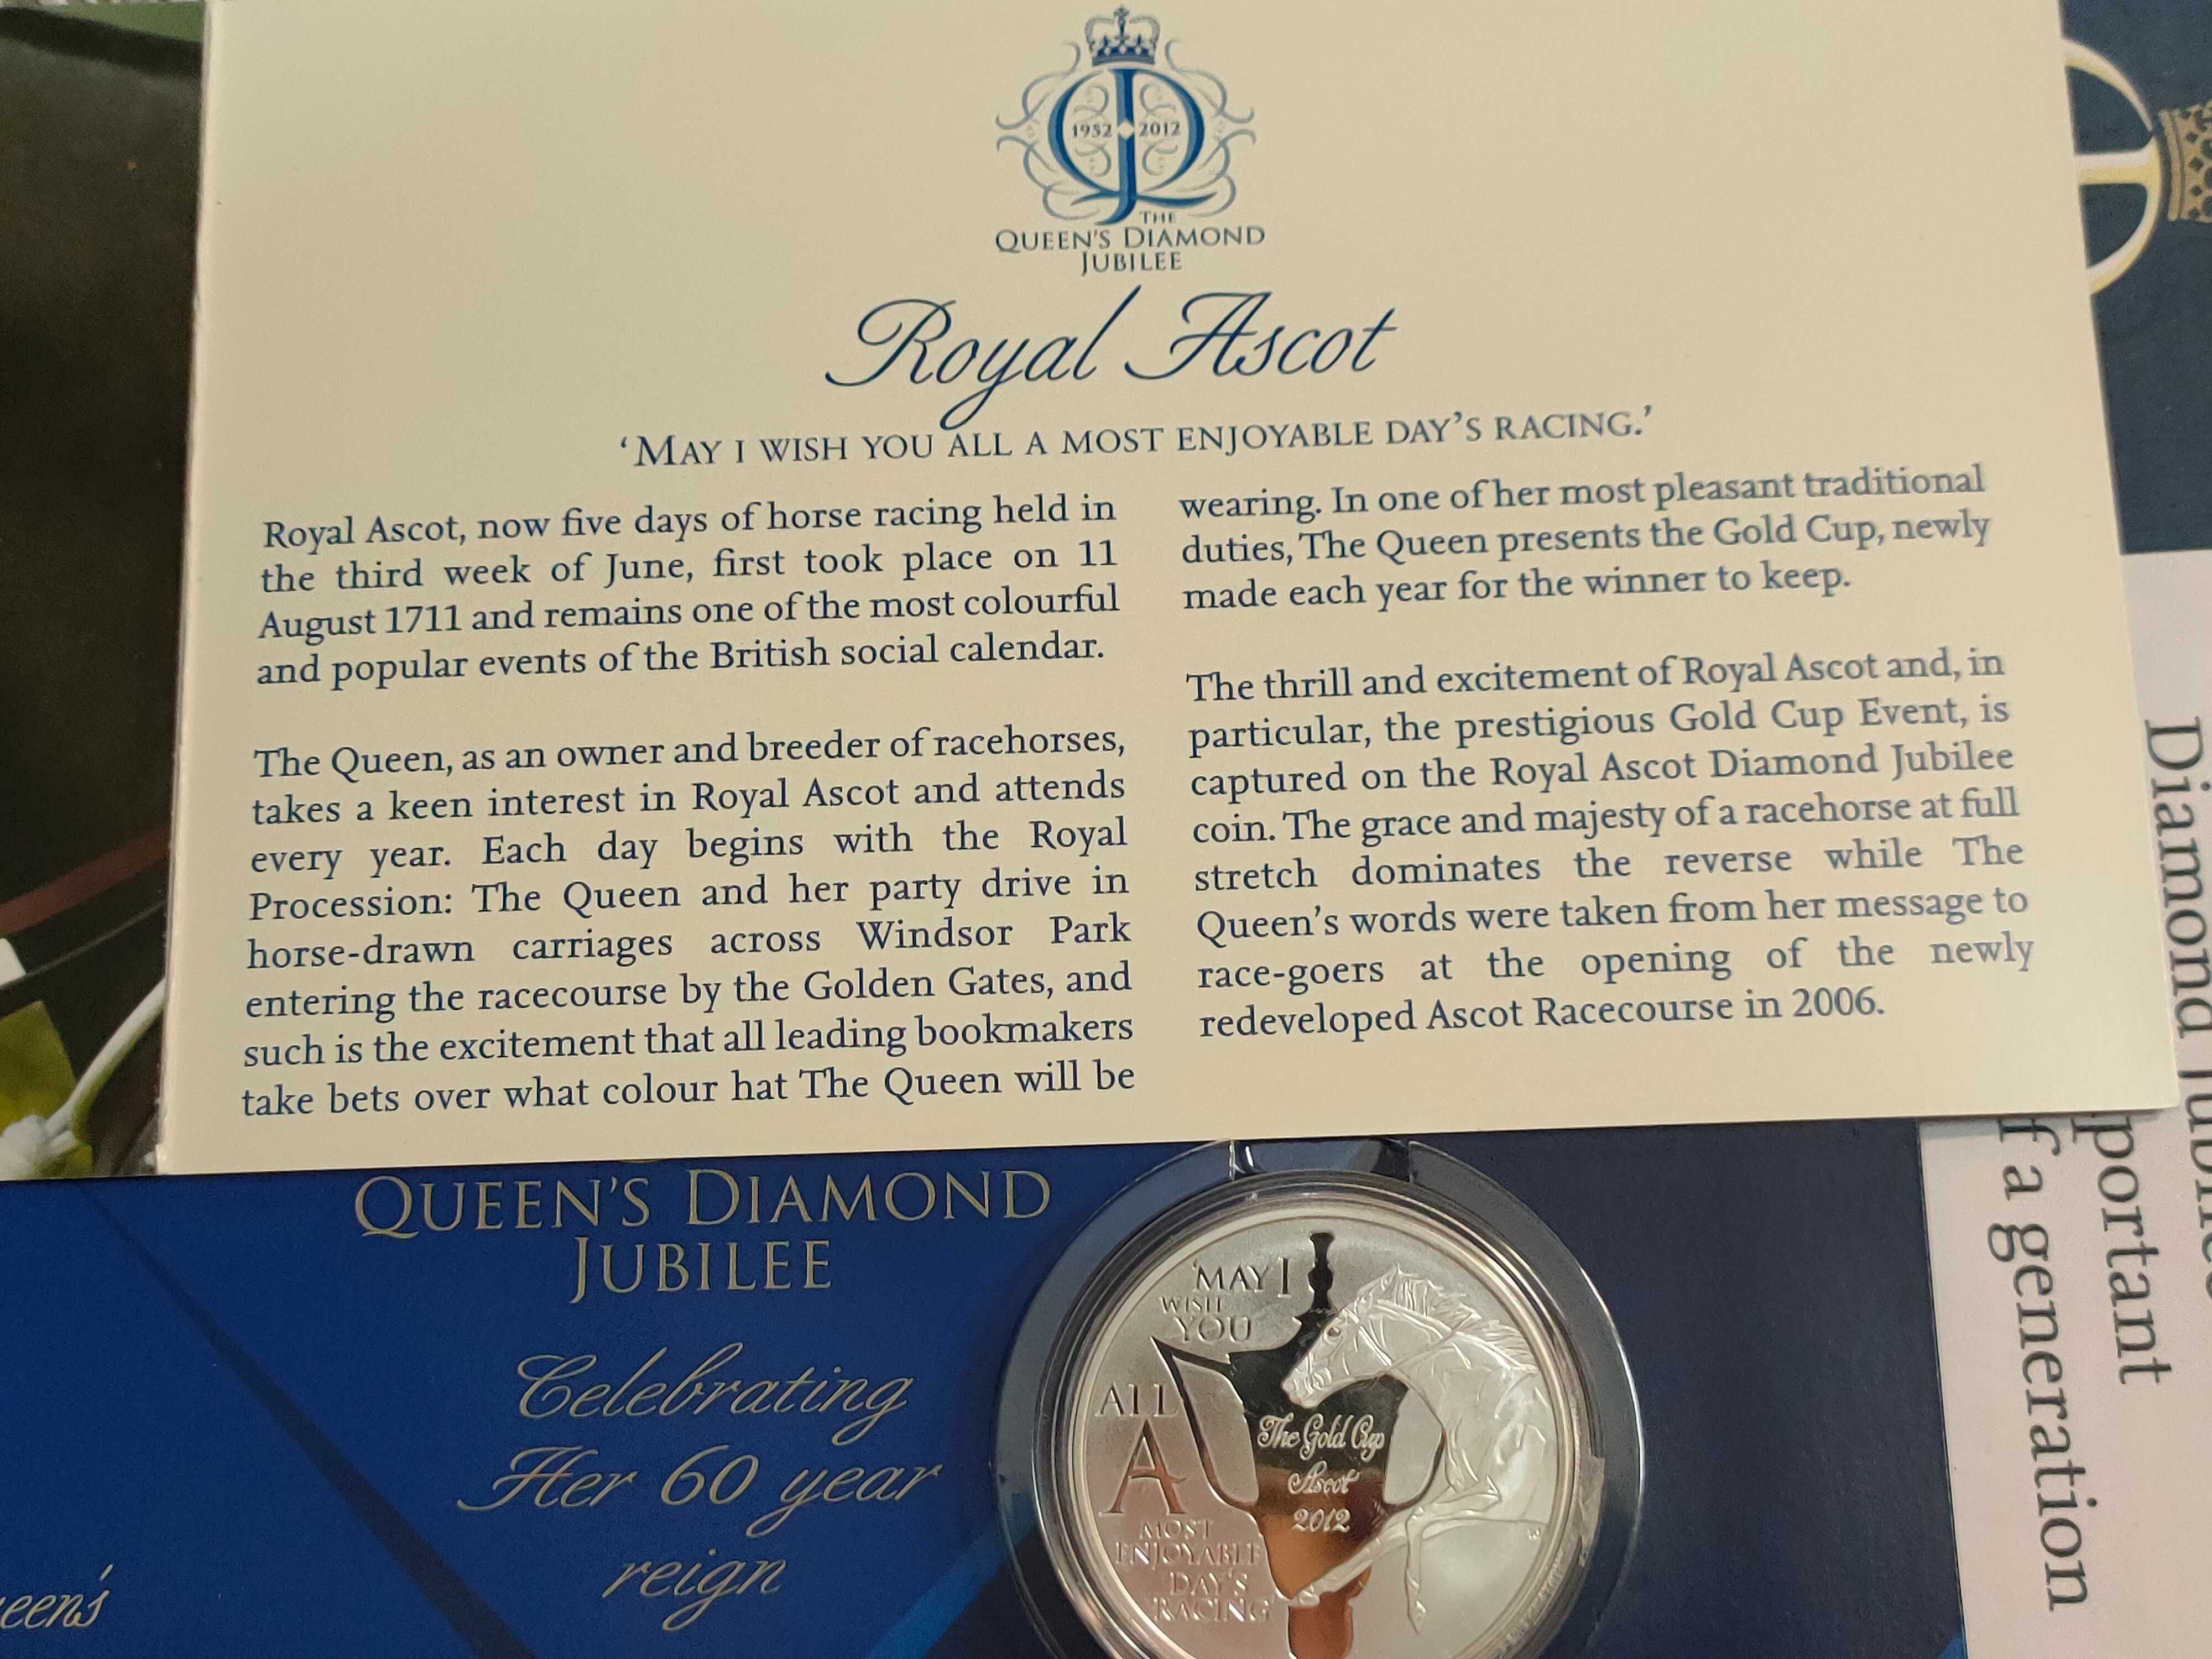 1952 2012
THE
QUEEN'S DIAMOND
JUBILEE
Royal Ascot
'MAY I WISH YOU ALL A MOST ENJOYABLE DAY'S RACING.'
Royal Ascot, now five days of horse racing held in
the third week of June, first took place on 11
August 1711 and remains one of the most colourful
and popular events of the British social calendar.
The Queen, as an owner and breeder of racehorses,
takes a keen interest in Royal Ascot and attends
every year. Each day begins with the Royal
Procession: The Queen and her party drive in
horse-drawn carriages across Windsor Park
entering the racecourse by the Golden Gates, and
such is the excitement that all leading bookmakers
take bets over what colour hat The Queen will be
wearing. In one of her most pleasant traditional
duties, The Queen presents the Gold Cup, newly
made each year for the winner to keep.
The thrill and excitement of Royal Ascot and, in
particular, the prestigious Gold Cup Event, is
captured on the Royal Ascot Diamond Jubilee
coin. The grace and majesty of a racehorse at full
stretch dominates the reverse while The
Queen's words were taken from her message to
race-goers at the opening of the newly
redeveloped Ascot Racecourse in 2006.
QUEEN'S DIAMOND
JUBILEE
Celebrating
Her 60 year
reign
eens
'MAY I
WISH
YOU
ALL
A
MOST
ENJOYABLE
DAY'S
RACING'
The Gold Cup
Ascot
2012
Diamond
portant
f a generation